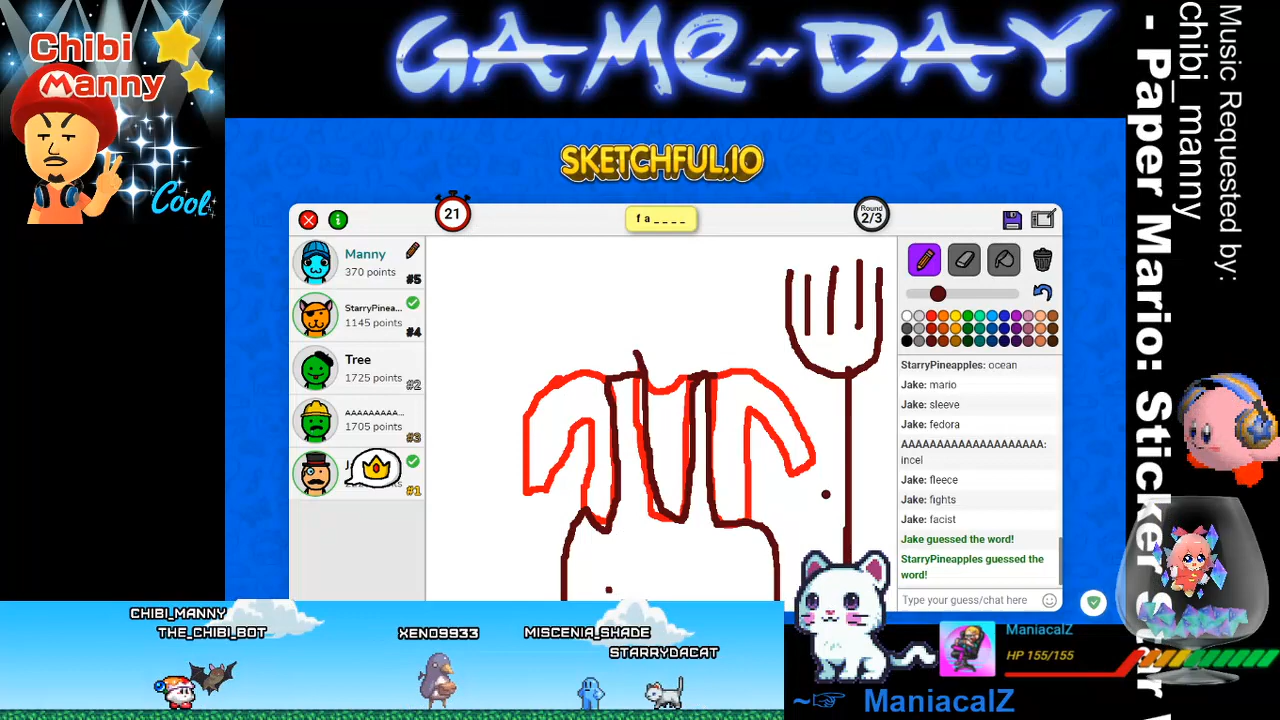 Chibi
Manny
Cool
GAME~DAY
Music Requested by:
chibi_manny
- Paper Mario: Sticker Star
SKETCHFUL.IO
21
f a _ _ _ _
Round
2/3
Manny
370 points
#5
StarryPinea...
1145 points
#4
Tree
1725 points
#2
AAAAAAAAA...
1705 points
#3
#1
StarryPineapples: ocean
Jake: mario
Jake: sleeve
Jake: fedora
AAAAAAAAAAAAAAAAAAAA:
incel
Jake: fleece
Jake: fights
Jake: facist
Jake guessed the word!
StarryPineapples guessed the
word!
Type your guess/chat here
CHIBI_MANNY
THE_CHIBI_BOT
XENO9933
MISCENIA_SHADE
STARRYDACAT
ManiacalZ
HP 155/155
~☞ ManiacalZ